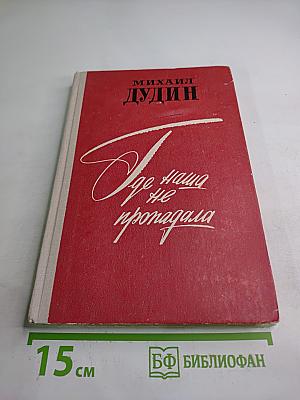 МИХАИЛ
ДУДИН
Где наша
не
пропадала
15 см
БФ БИБЛИОФАН